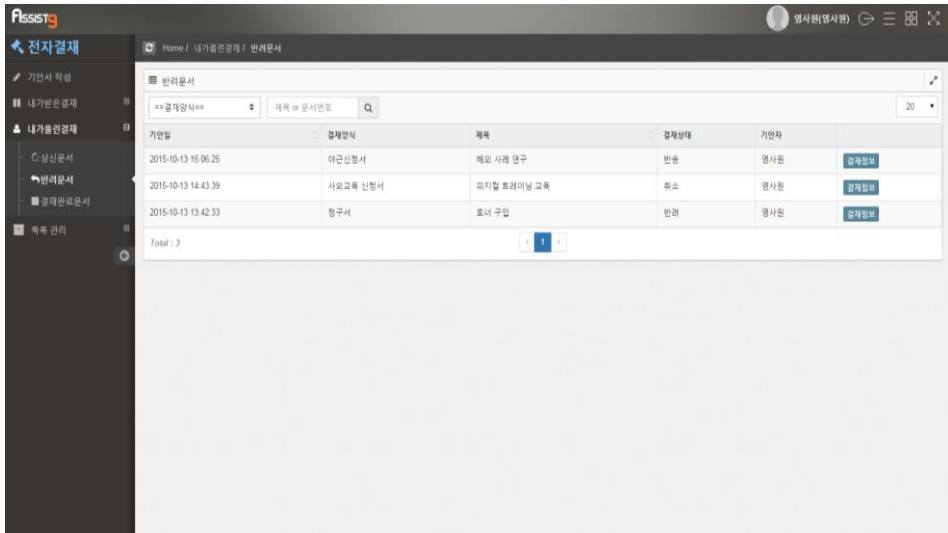 Assist9
영사원(영사원)
전자결재
Home / 내가올린결재 / 반려문서
기안서 작성
내가받은결재
내가올린결재
상신문서
반려문서
결재완료문서
목록 관리
반려문서
==결재양식==
제목 or 문서번호
20
기안일 결재양식 제목 결재상태 기안자
2015-10-13 15:06:25 야근신청서 해외 사례 연구 반송 영사원 결재정보
2015-10-13 14:43:39 사외교육 신청서 피지컬 트레이닝 교육 취소 영사원 결재정보
2015-10-13 13:42:33 청구서 토너 구입 반려 영사원 결재정보
Total : 3
1